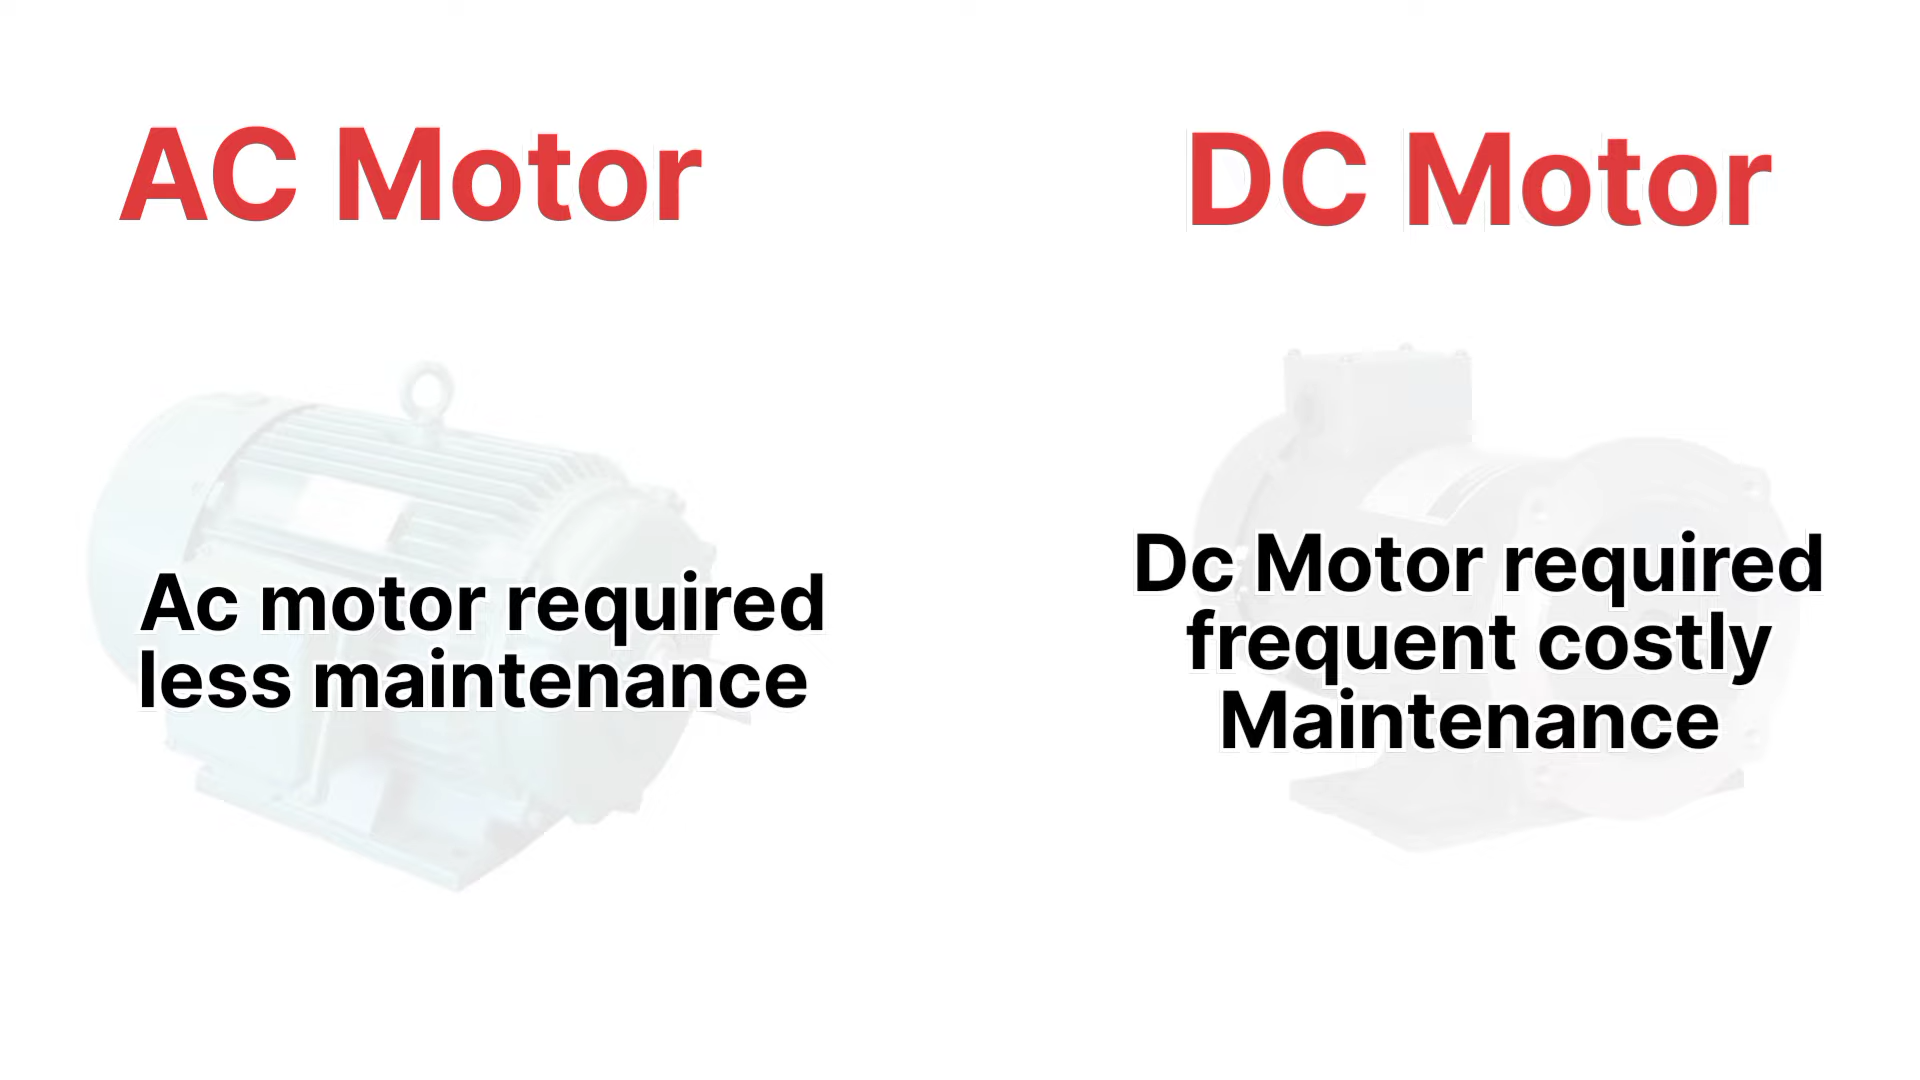 AC Motor
Ac motor required
less maintenance
DC Motor
Dc Motor required
frequent costly
Maintenance